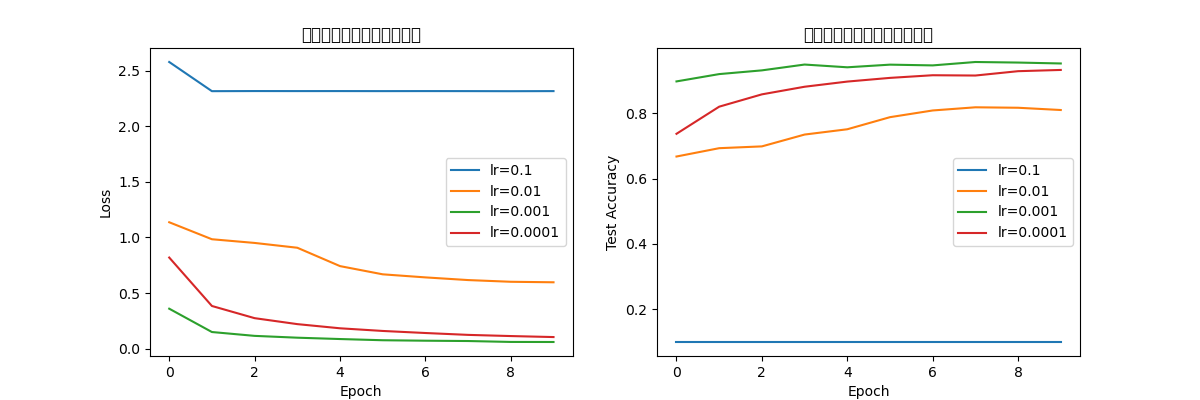 2.5
2.0
1.5
1.0
0.5
0.0
Loss
0 2 4 6 8
Epoch
lr=0.1
lr=0.01
lr=0.001
lr=0.0001
0.8
0.6
0.4
0.2
Test Accuracy
0 2 4 6 8
Epoch
lr=0.1
lr=0.01
lr=0.001
lr=0.0001